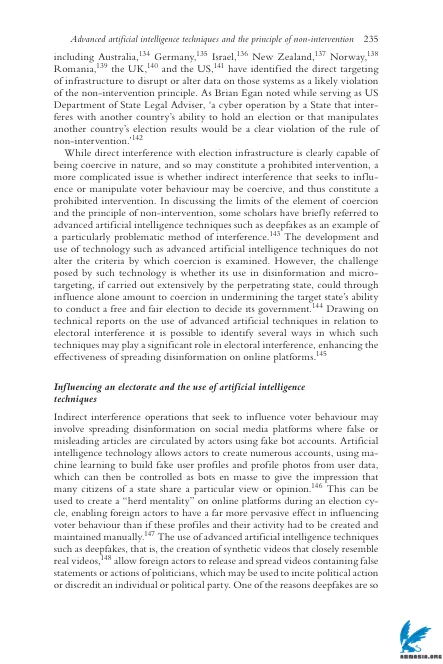 Advanced artificial intelligence techniques and the principle of non-intervention 235
including Australia,134 Germany,135 Israel,136 New Zealand,137 Norway,138
Romania,139 the UK,140 and the US,141 have identified the direct targeting
of infrastructure to disrupt or alter data on those systems as a likely violation
of the non-intervention principle. As Brian Egan noted while serving as US
Department of State Legal Adviser, ‘a cyber operation by a State that inter-
feres with another country’s ability to hold an election or that manipulates
another country’s election results would be a clear violation of the rule of
non-intervention.’142
While direct interference with election infrastructure is clearly capable of
being coercive in nature, and so may constitute a prohibited intervention, a
more complicated issue is whether indirect interference that seeks to influ-
ence or manipulate voter behaviour may be coercive, and thus constitute a
prohibited intervention. In discussing the limits of the element of coercion
and the principle of non-intervention, some scholars have briefly referred to
advanced artificial intelligence techniques such as deepfakes as an example of
a particularly problematic method of interference.143 The development and
use of technology such as advanced artificial intelligence techniques do not
alter the criteria by which coercion is examined. However, the challenge
posed by such technology is whether its use in disinformation and micro-
targeting, if carried out extensively by the perpetrating state, could through
influence alone amount to coercion in undermining the target state’s ability
to conduct a free and fair election to decide its government.144 Drawing on
technical reports on the use of advanced artificial techniques in relation to
electoral interference it is possible to identify several ways in which such
techniques may play a significant role in electoral interference, enhancing the
effectiveness of spreading disinformation on online platforms.145
Influencing an electorate and the use of artificial intelligence
techniques
Indirect interference operations that seek to influence voter behaviour may
involve spreading disinformation on social media platforms where false or
misleading articles are circulated by actors using fake bot accounts. Artificial
intelligence technology allows actors to create numerous accounts, using ma-
chine learning to build fake user profiles and profile photos from user data,
which can then be controlled as bots en masse to give the impression that
many citizens of a state share a particular view or opinion.146 This can be
used to create a “herd mentality” on online platforms during an election cy-
cle, enabling foreign actors to have a far more pervasive effect in influencing
voter behaviour than if these profiles and their activity had to be created and
maintained manually.147 The use of advanced artificial intelligence techniques
such as deepfakes, that is, the creation of synthetic videos that closely resemble
real videos,148 allow foreign actors to release and spread videos containing false
statements or actions of politicians, which may be used to incite political action
or discredit an individual or political party. One of the reasons deepfakes are so